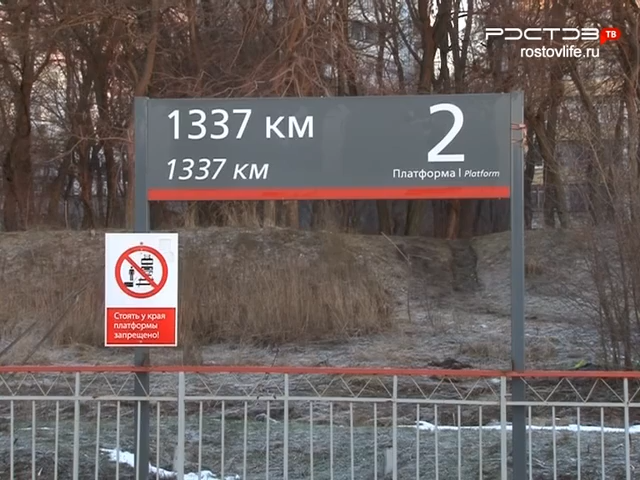 РОСТОВ ТВ
rostovlife.ru
1337 км
1337 км
2
Платформа | Platform
Стоять у края
платформы
запрещено!